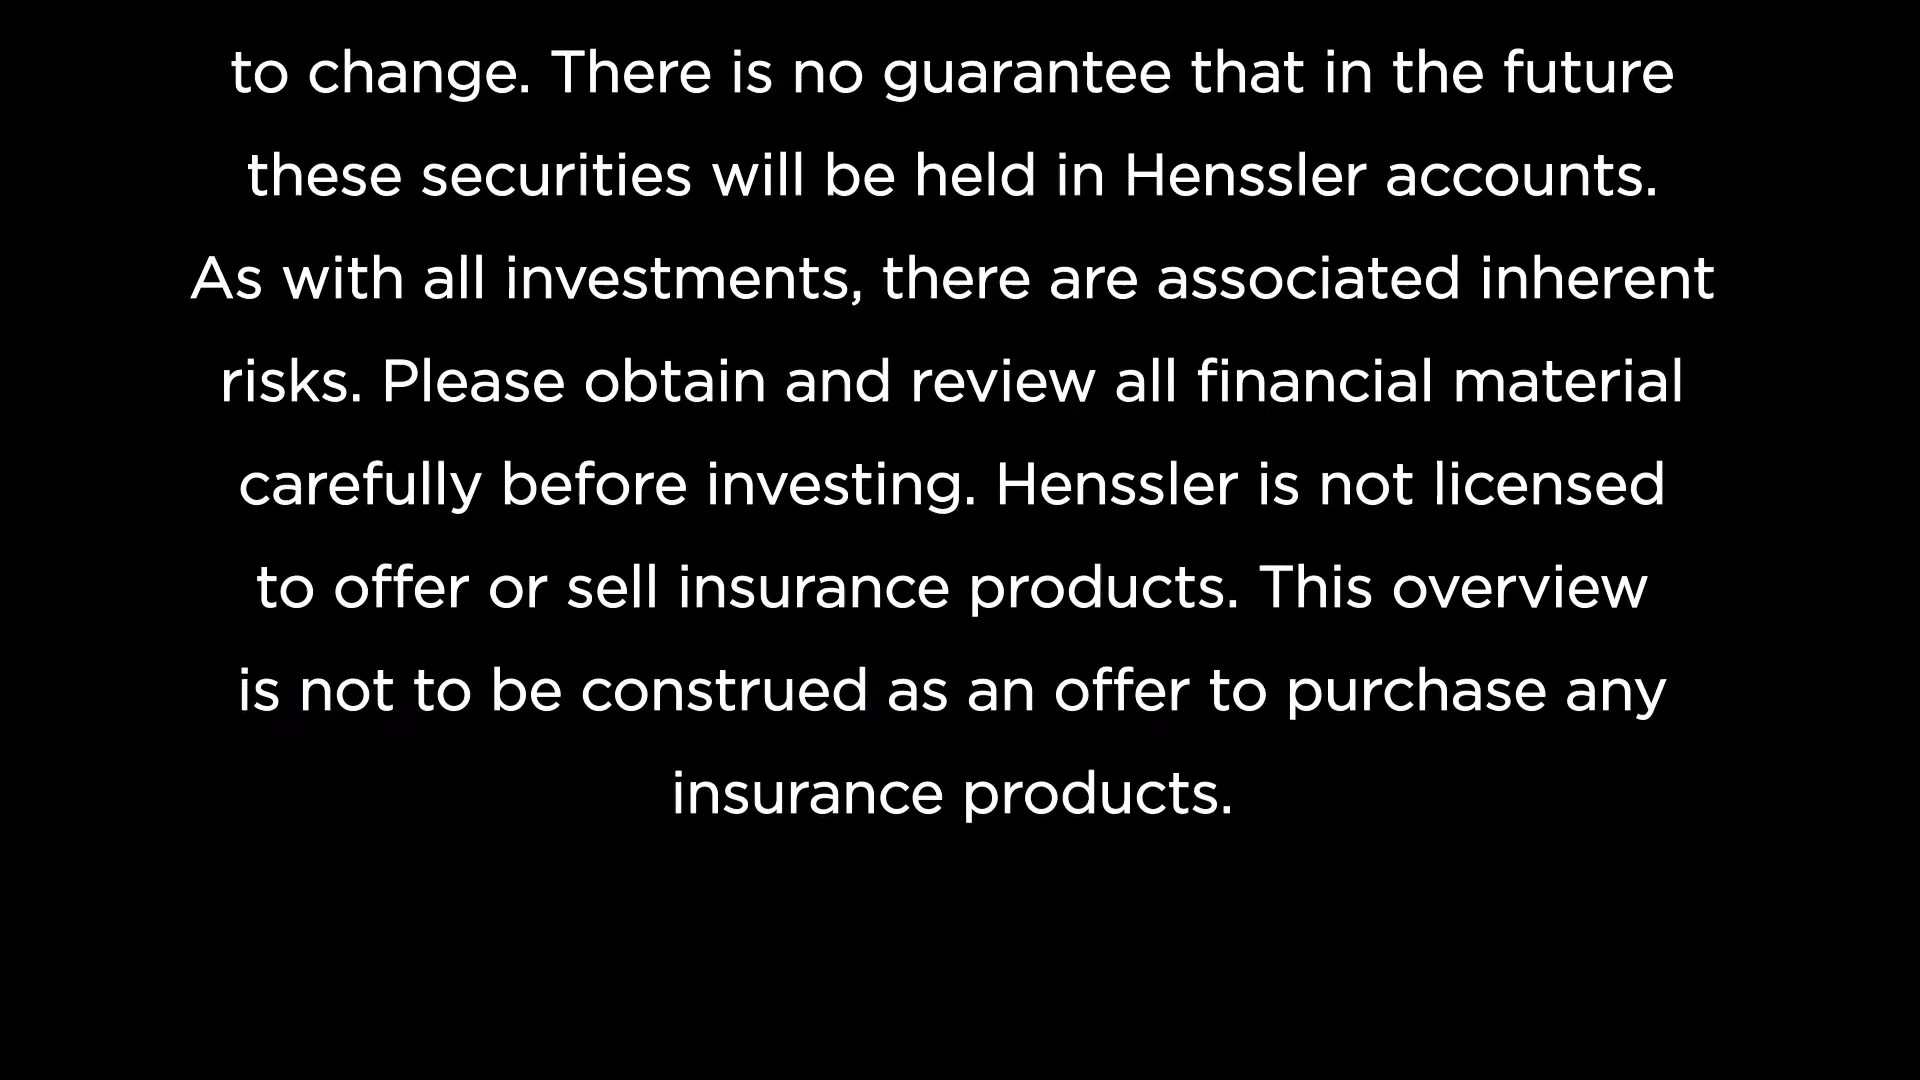 to change. There is no guarantee that in the future
these securities will be held in Henssler accounts.
As with all investments, there are associated inherent
risks. Please obtain and review all financial material
carefully before investing. Henssler is not licensed
to offer or sell insurance products. This overview
is not to be construed as an offer to purchase any
insurance products.